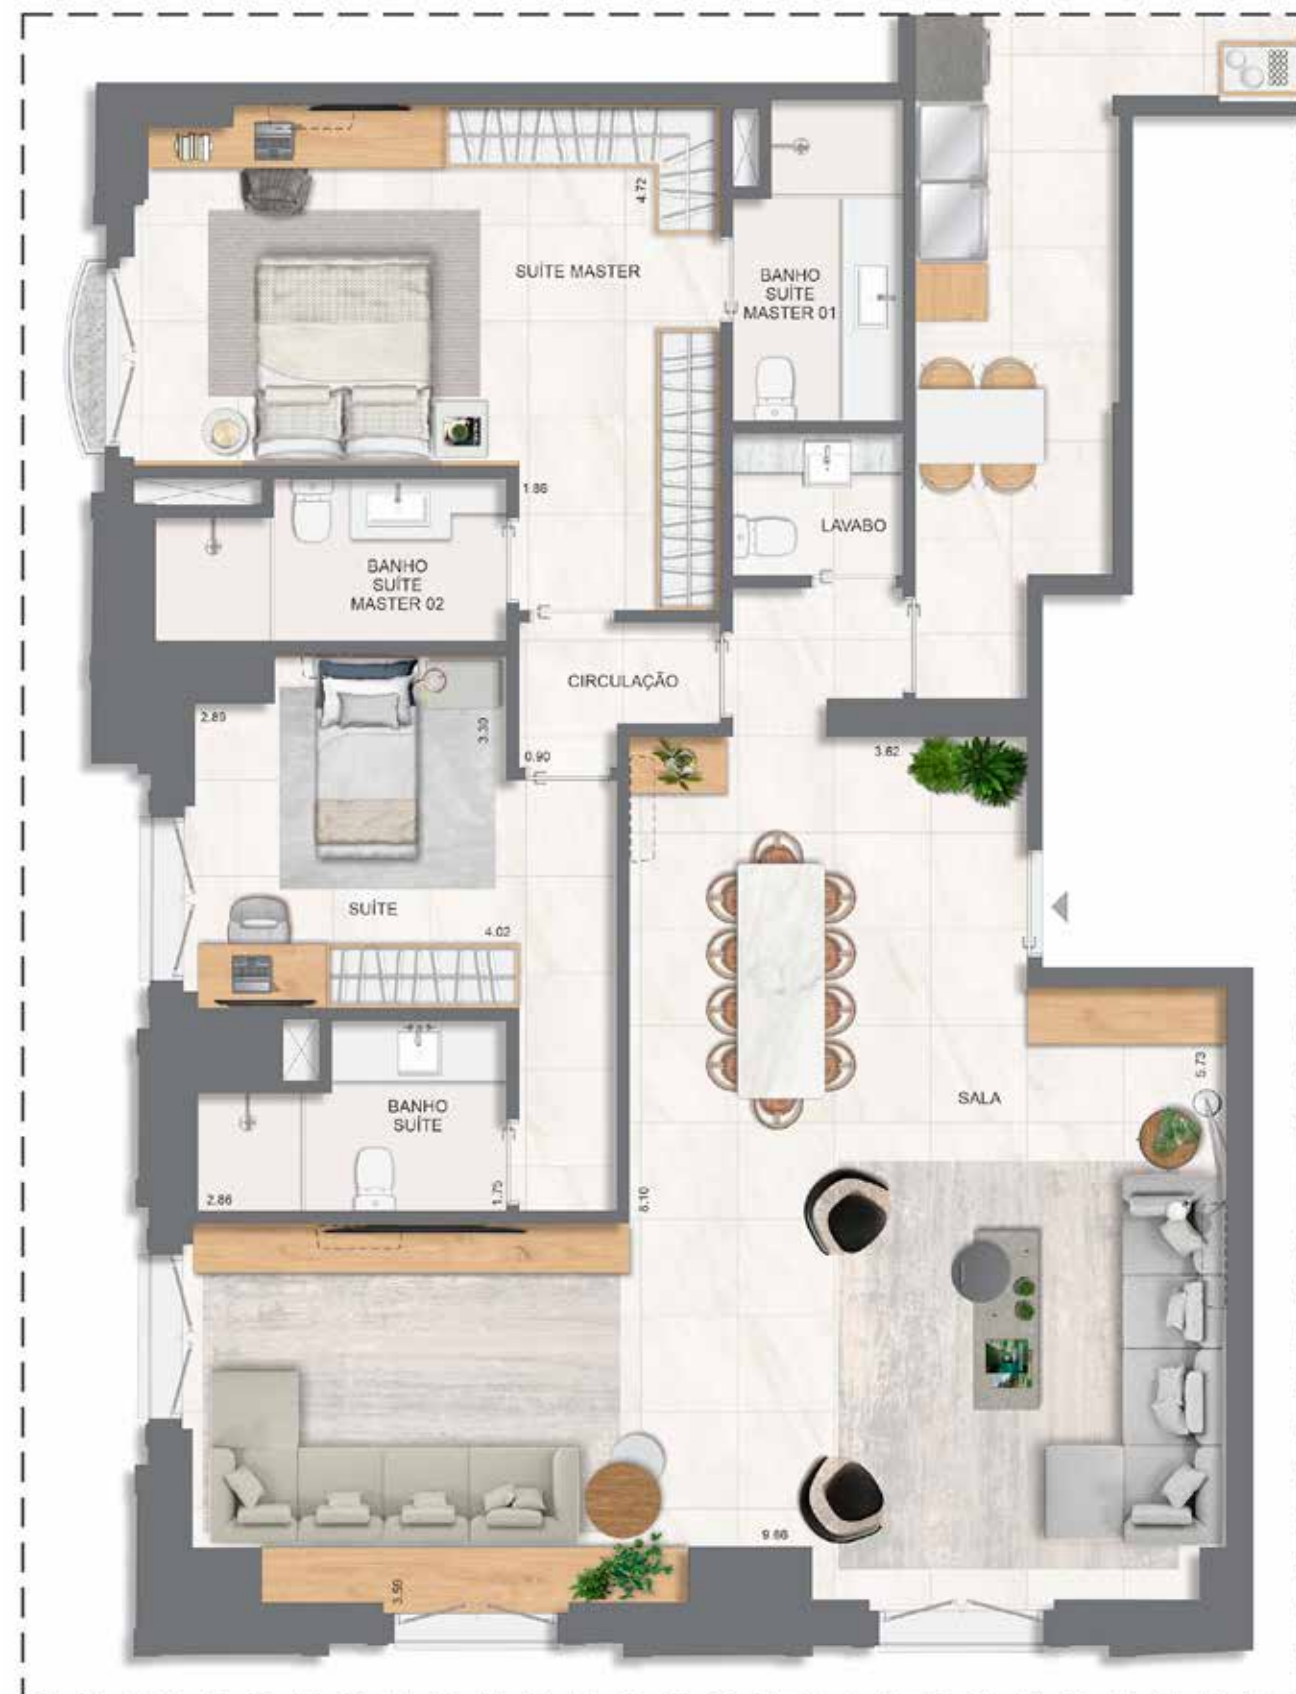 4.72
SUÍTE MASTER
BANHO
SUÍTE
MASTER 01
1.86
LAVABO
BANHO
SUÍTE
MASTER 02
CIRCULAÇÃO
2.89
3.39
0.90
3.62
SUÍTE
4.02
5.73
SALA
BANHO
SUÍTE
2.86
1.75
8.10
9.66
3.56